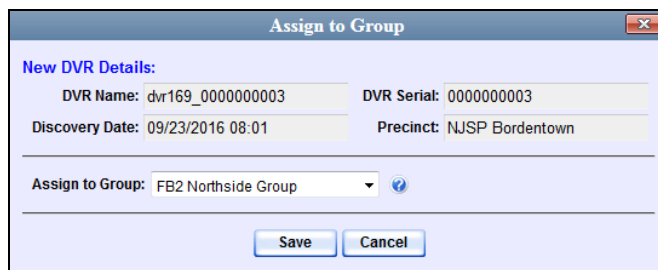 Assign to Group
New DVR Details:
DVR Name: dvr169_0000000003 DVR Serial: 0000000003
Discovery Date: 09/23/2016 08:01 Precinct: NJSP Bordentown
Assign to Group: FB2 Northside Group ?
Save Cancel